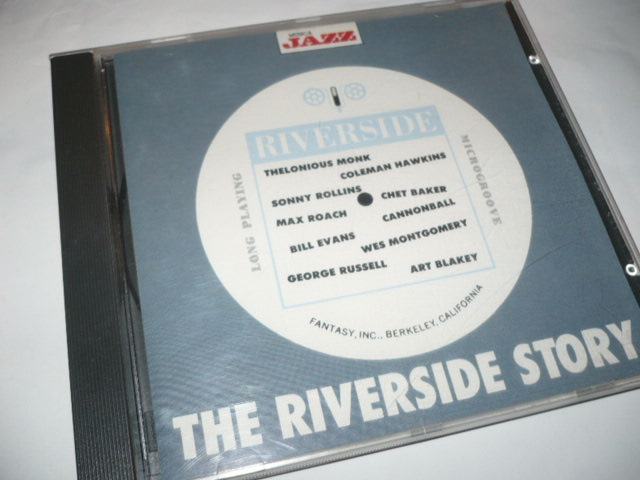 MUSICA
JAZZ
RIVERSIDE
THELONIOUS MONK
COLEMAN HAWKINS
SONNY ROLLINS
CHET BAKER
MAX ROACH
CANNONBALL
BILL EVANS
WES MONTGOMERY
GEORGE RUSSELL
ART BLAKEY
LONG PLAYING
MICROGROOVE
FANTASY, INC., BERKELEY, CALIFORNIA
THE RIVERSIDE STORY